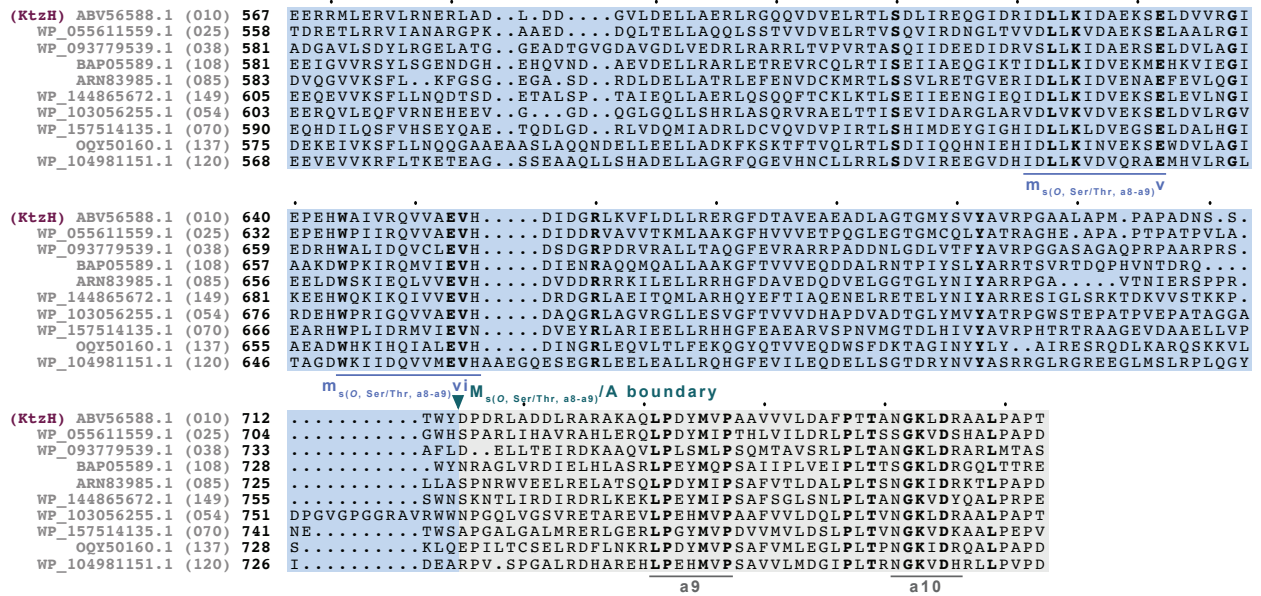 (KtzH) ABV56588.1 (010) 567 EERRMLERVLRNERLAD..L.DD....GVLDELLAERLRGQQVDVELRTLSDLIREQGIDRIDLLKIDAEKSELDVVRGI
WP_055611559.1 (025) 558 TDRETLRRVIANARGPK..AAED....DQLTELLAQQLSSTVVDVELRTVSQVIRDNGLTVVDLLKVDAEKSELAALRGI
WP_093779539.1 (038) 581 ADGAVLSDYLRGELATG..GEADTGVGDAVGDLVEDRLRARRLTVPVRTASQIIDEEDIDRVSLLKVDAEKSELDVLRGI
BAP05589.1 (108) 581 EEIGVVRSYLSGENDGH..EHQVND..AEVDELLRARLETREVRCQLRTISEIIAEQGIKTIDLLKIDVEKMEHKVIEGI
ARN83985.1 (085) 583 DVQGVVKSFL..KFGSG..EGA.SD..RDLDELLATRLEFENVDCKMRTLSSVLRETGVERIDLLKIDVENAEFEVLQGI
WP_144865672.1 (149) 605 EEQEVVKSFLLNQDTSD..ETALSP..TAIEQLLAERLQSQQFTCKLKTLSEIIEENGIEQIDLLKIDVEKSELEVLNGI
WP_103056255.1 (054) 603 EERQVLEQFVRNEHEEV..G...GD..QGLGQLLSHRLASQRVRAELTTISEVIDARGLARVDLLRVDVEKSELDVLRGV
WP_157514135.1 (070) 590 EQHDILQSFVHSEYQAE..TQDLGD..RLVDQMIADRLDCVQVDVPIRTLSHIMDEYGIGHIDLLKLDVEGSELDALHGI
OQY50160.1 (137) 575 DEKEIVKSFLLNQQGAAEAASLAQQNDELLEELLADKFKSKTFTVQLRTLSDIIQQHNIEHIDLLKINVEKSEWDVLAGI
WP_104981151.1 (120) 568 EEVEVVKRFLTKETEAG..SSEAAQLLSHADELLAGRFQGEVHNCLLRRLSDVIREEGVDHIDLLKVDVQRAEMHVLRGL
m s(O, Ser/Thr, a8-a9) v
(KtzH) ABV56588.1 (010) 640 EPEHWAIVRQVVAEVH.....DIDGRLKVFLDLLRERGFDTAVEAEADLAGTGMYSVYAVRPGAALAPM.PAPADNS.S.
WP_055611559.1 (025) 632 EPEHWPIIRQVVAEVH.....DIDDRVAVVTKMLAAKGFHVVVETPQGLEGTGMCQLYATRAGHE.APA.PTPATPVLA.
WP_093779539.1 (038) 659 EDRHWALIDQVCLEVH.....DSDGRPDRVRALLTAQGFEVRARRPADDNLGDLVTFYAVRPGGASAGAQPRPAARPRS.
BAP05589.1 (108) 657 AAKDWPKIRQMVIEVH.....DIENRAQQMQALLAAKGFTVVVEQDDALRNTPIYSLYARRTSVRTDQPHVNTDRQ....
ARN83985.1 (085) 656 EELDWSKIEQLVVEVH.....DVDDRRRKILELLRRHGFDAVEDQDVELGGTGLYNIYARRPGA.....VTNIERSPPR.
WP_144865672.1 (149) 681 KEEHWQKIKQIVVEVH.....DRDGRLAEITQMLARHQYEFTIAQENELRETELYNIYARRESIGLSRKTDKVVSTKKP.
WP_103056255.1 (054) 676 RDEHWPRIGQVVAEVH.....DAQGRLAGVRGLLESVGFTVVVDHAPDVADTGLYMVYATRPGWSTEPATPVEPATAGGA
WP_157514135.1 (070) 666 EARHWPLIDRMVIEVN.....DVEYRLARIEELLRHHGFEAEARVSPNVMGTDLHIVYAVRPHTRTRAAGEVDAAELLVP
OQY50160.1 (137) 655 AEADWHKIHQIALEVH.....DINGRLEQVLTLFEKQGYQTVVEQDWSFDKTAGINYYLY..AIRESRQDLKARQSKKVL
WP_104981151.1 (120) 646 TAGDWKIIDQVVMEVHAAEGQESEGRLEELEALLRQHGFEVILEQDELLSGTDRYNVYASRRGLRGREEGLMSLRPLQGY
m s(O, Ser/Thr, a8-a9) vi M s(O, Ser/Thr, a8-a9)/A boundary
(KtzH) ABV56588.1 (010) 712 ...........TWYDPDRLADDLRARAKAQLPDYMVPAAVVVLDAFPTTANGKLDRAALPAPT
WP_055611559.1 (025) 704 ...........GWHSPARLIHAVRAHLERQLPDYMIPTHLVILDRLPLTSSGKVDSHALPAPD
WP_093779539.1 (038) 733 ...........AFLD..ELLTEIRDKAAQVLPLSMLPSQMTAVSRLPLTADGKLDRARLMTAS
BAP05589.1 (108) 728 ............WYNRAGLVRDIELHLASRLPEYMQPSAIIPLVEIPLTTSGKLDRGQLTTRE
ARN83985.1 (085) 725 ...........LLASPNRWVEELRELATSQLPDYMIPSAFVTLDALPLTSNGKIDRKTLPAPD
WP_144865672.1 (149) 755 ...........SWNSKNTLIRDIRDRLKEKLPEYMIPSAFSGLSNLPLTANGKVDYQALPRPE
WP_103056255.1 (054) 751 DPGVGPGGRAVRWWNPGQLVGSVRETAREVLPEHMVPAAFVVLDQLPLTVNGKLDRAALPAPT
WP_157514135.1 (070) 741 NE.........TWSAPGALGALMRERLGERLPGYMVPDVVMVLDSLPLTPNGKVDKAALPEPV
OQY50160.1 (137) 728 S..........KLQEPILTCSELRDFLNKRLPDYMVPSAFVMLEGLPLTPNGKIDRQALPAPD
WP_104981151.1 (120) 726 I..........DEARPV.SPGALRDHAREHLPEHMVPSAVVLMDGIPLTRNGKVDHRLLPVPD
a9 a10